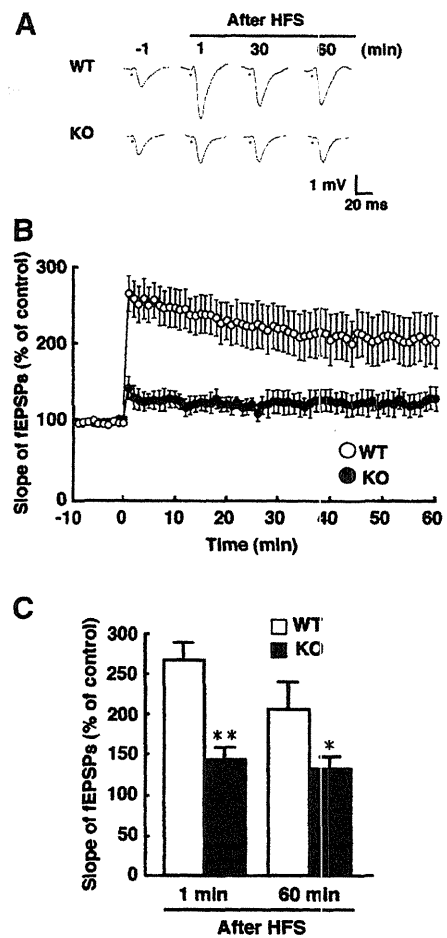 A
After HFS
-1 1 30 60 (min)
WT
KO
1 mV
20 ms
B
Slope of fEPSPs (% of control)
300
200
100
0
-10 0 10 20 30 40 50 60
Time (min)
WT
KO
C
Slope of fEPSPs (% of control)
300
250
200
150
100
50
0
WT
KO
**
*
1 min 60 min
After HFS